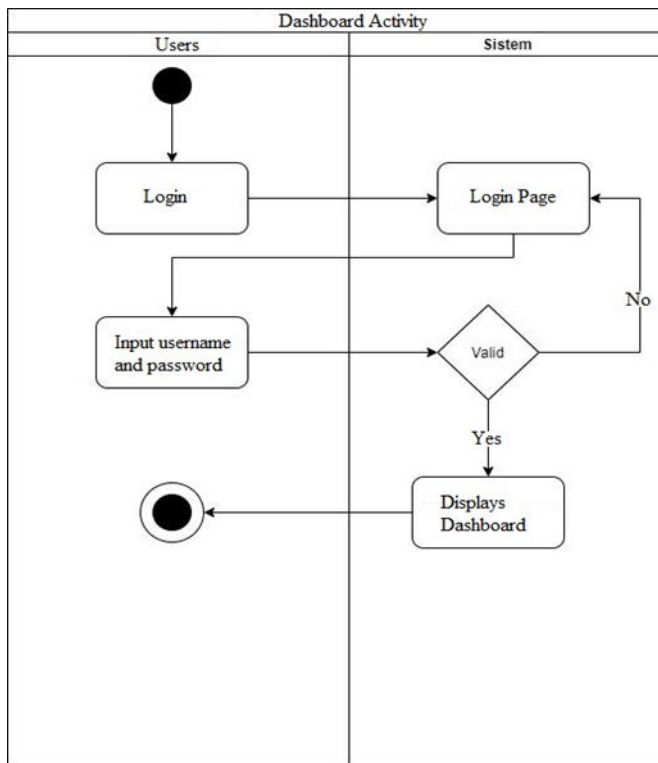 Dashboard Activity
Users
Sistem
Login
Login Page
No
Input username
and password
Valid
Yes
Displays
Dashboard